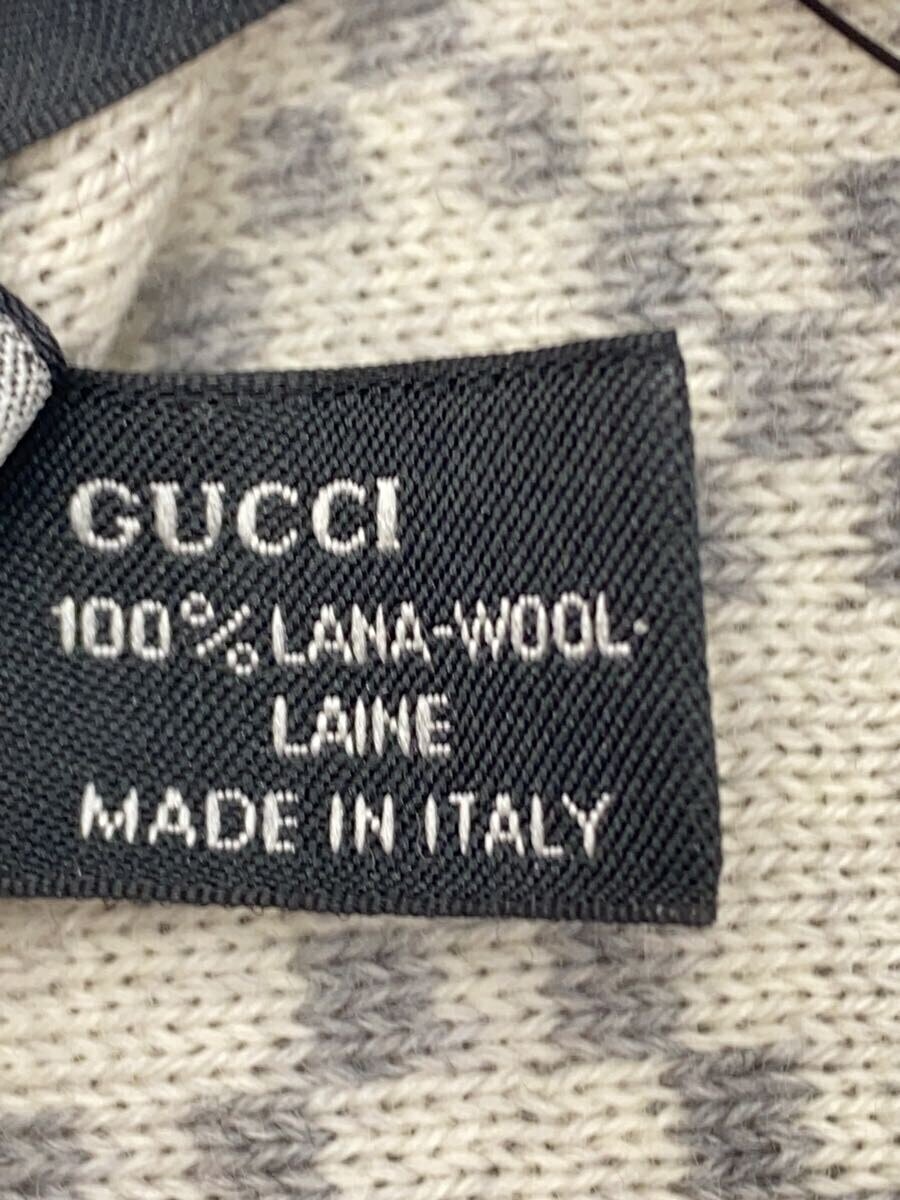 GUCCI
100% LANA-WOOL-
LAINE
MADE IN ITALY